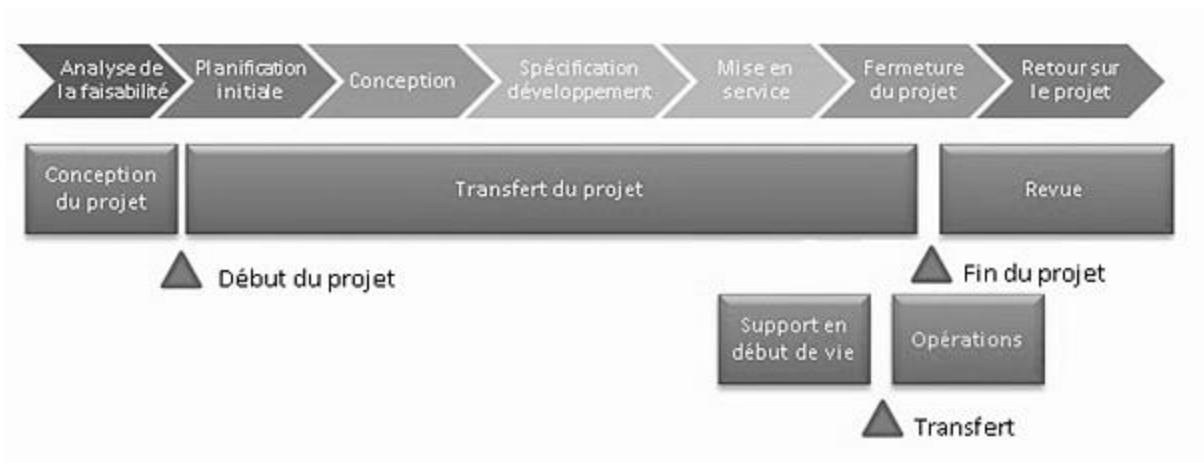 Analyse de
la faisabilité
Planification
initiale
Conception
Spécification
développement
Mise en
service
Fermeture
du projet
Retour sur
le projet
Conception
du projet
Transfert du projet
Revue
Début du projet
Fin du projet
Support en
début de vie
Opérations
Transfert